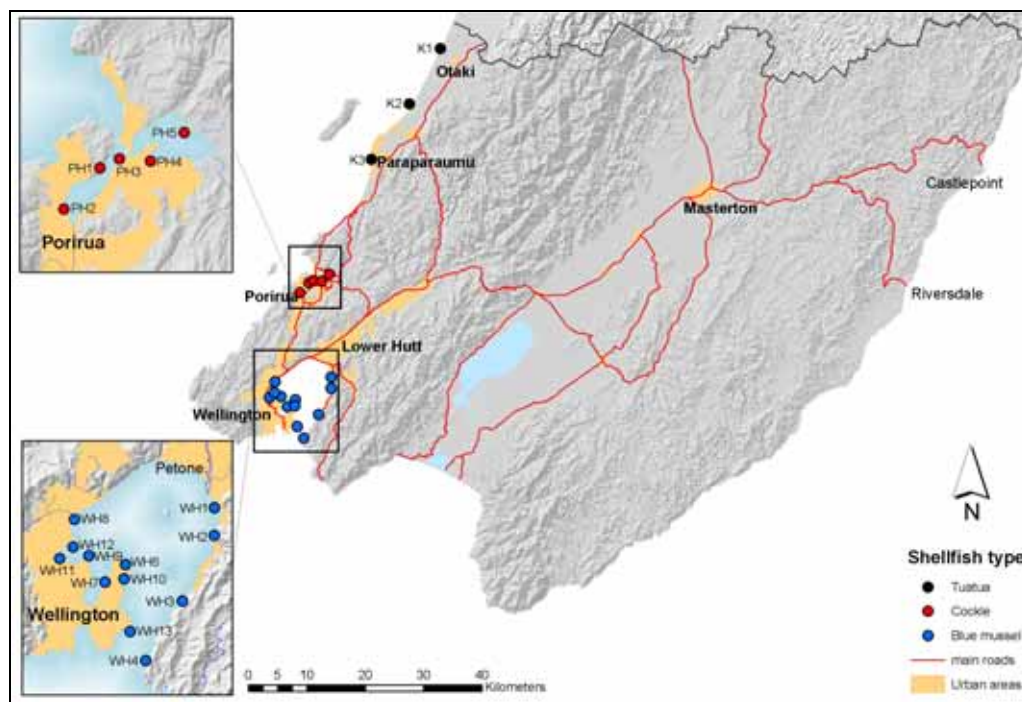 PH5
PH1
PH3
PH4
PH2
Porirua
K1
Otaki
K2
K3
Paraparaumu
Masterton
Castlepoint
Riversdale
Porirua
Lower Hutt
Wellington
Petone
WH1
WH8
WH2
WH12
WH9
WH6
WH11
WH7
WH10
WH3
Wellington
WH13
WH4
N
Shellfish type
Tuatua
Cockle
Blue mussel
main roads
Urban areas
0 5 10 20 30 40
Kilometers